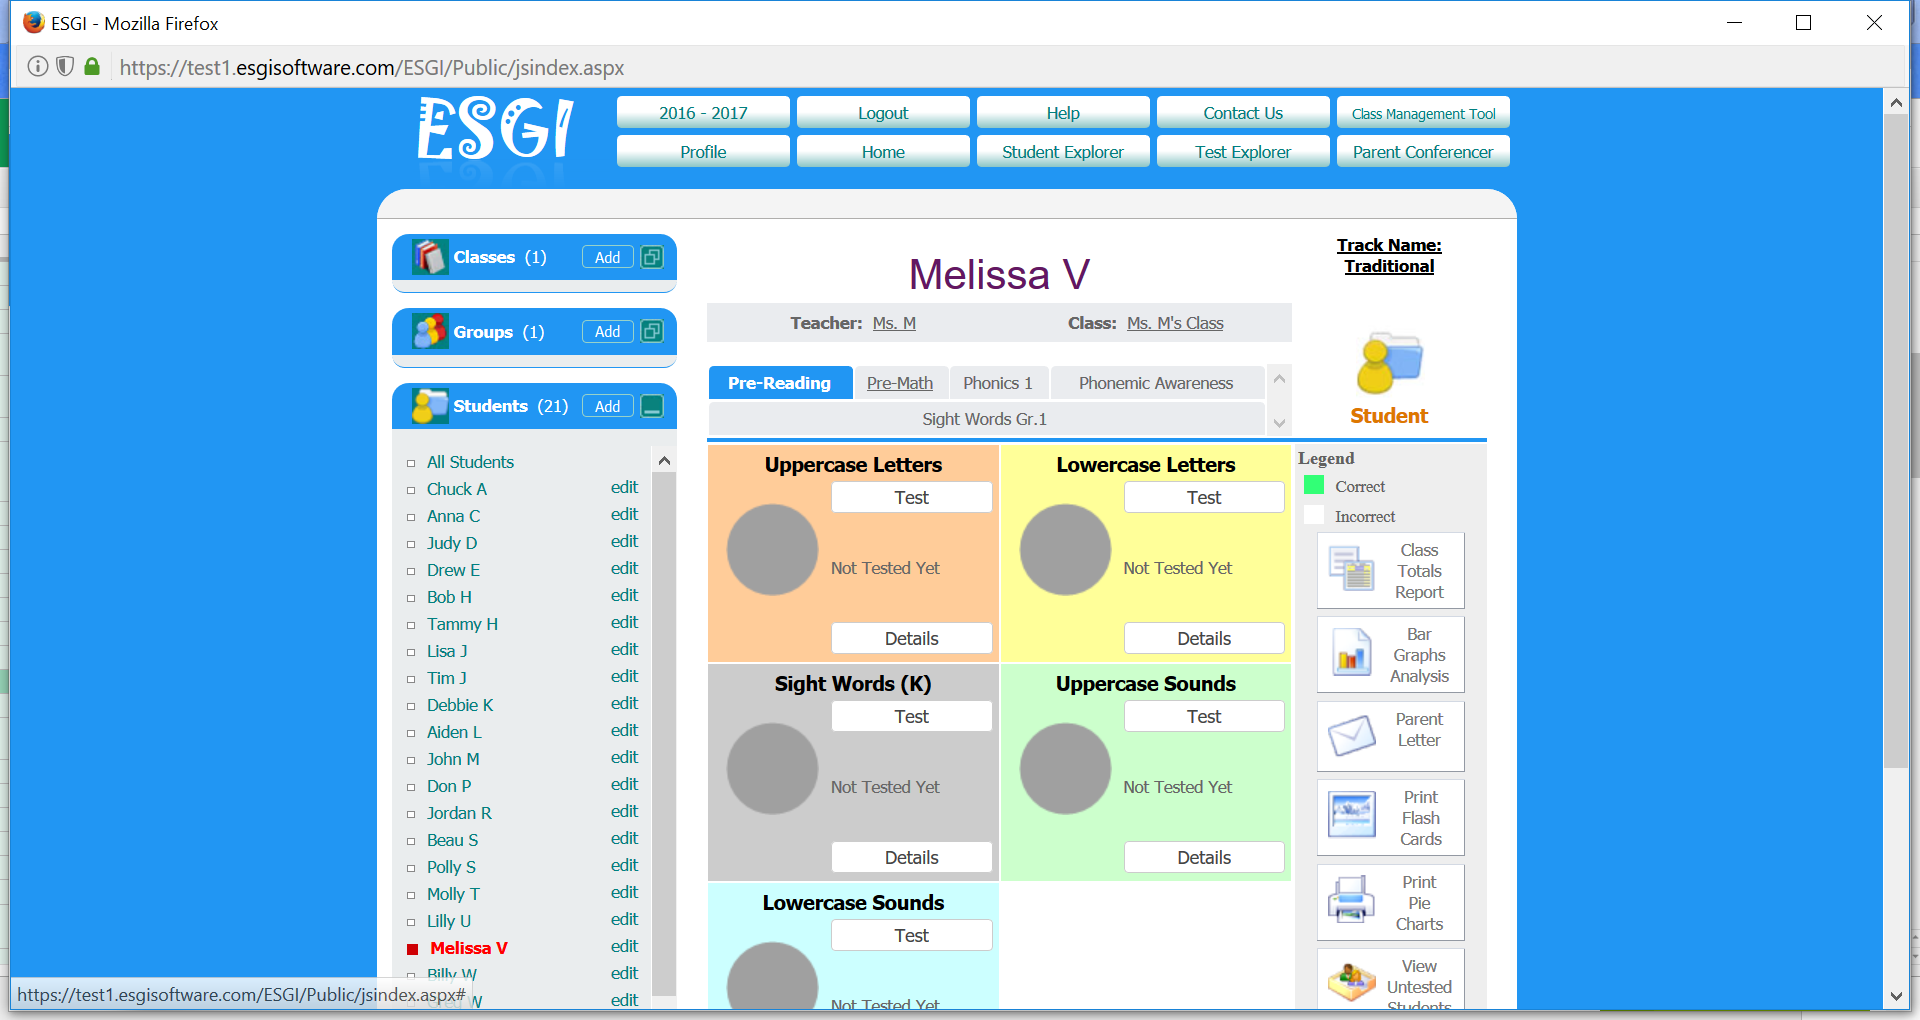 ESGI - Mozilla Firefox
https://test1.esgisoftware.com/ESGI/Public/jsindex.aspx
ESGI
2016 - 2017
Logout
Help
Contact Us
Class Management Tool
Profile
Home
Student Explorer
Test Explorer
Parent Conferencer
Classes (1)
Add
Groups (1)
Add
Students (21)
Add
All Students
Chuck A edit
Anna C edit
Judy D edit
Drew E edit
Bob H edit
Tammy H edit
Lisa J edit
Tim J edit
Debbie K edit
Aiden L edit
John M edit
Don P edit
Jordan R edit
Beau S edit
Polly S edit
Molly T edit
Lilly U edit
Melissa V edit
Billy W edit
Greg W edit
https://test1.esgisoftware.com/ESGI/Public/jsindex.aspx#
Melissa V
Teacher: Ms. M
Class: Ms. M's Class
Track Name:
Traditional
Student
Pre-Reading
Pre-Math
Phonics 1
Phonemic Awareness
Sight Words Gr.1
Uppercase Letters
Test
Not Tested Yet
Details
Lowercase Letters
Test
Not Tested Yet
Details
Sight Words (K)
Test
Not Tested Yet
Details
Uppercase Sounds
Test
Not Tested Yet
Details
Lowercase Sounds
Test
Not Tested Yet
Legend
Correct
Incorrect
Class
Totals
Report
Bar
Graphs
Analysis
Parent
Letter
Print
Flash
Cards
Print
Pie
Charts
View
Untested
Students